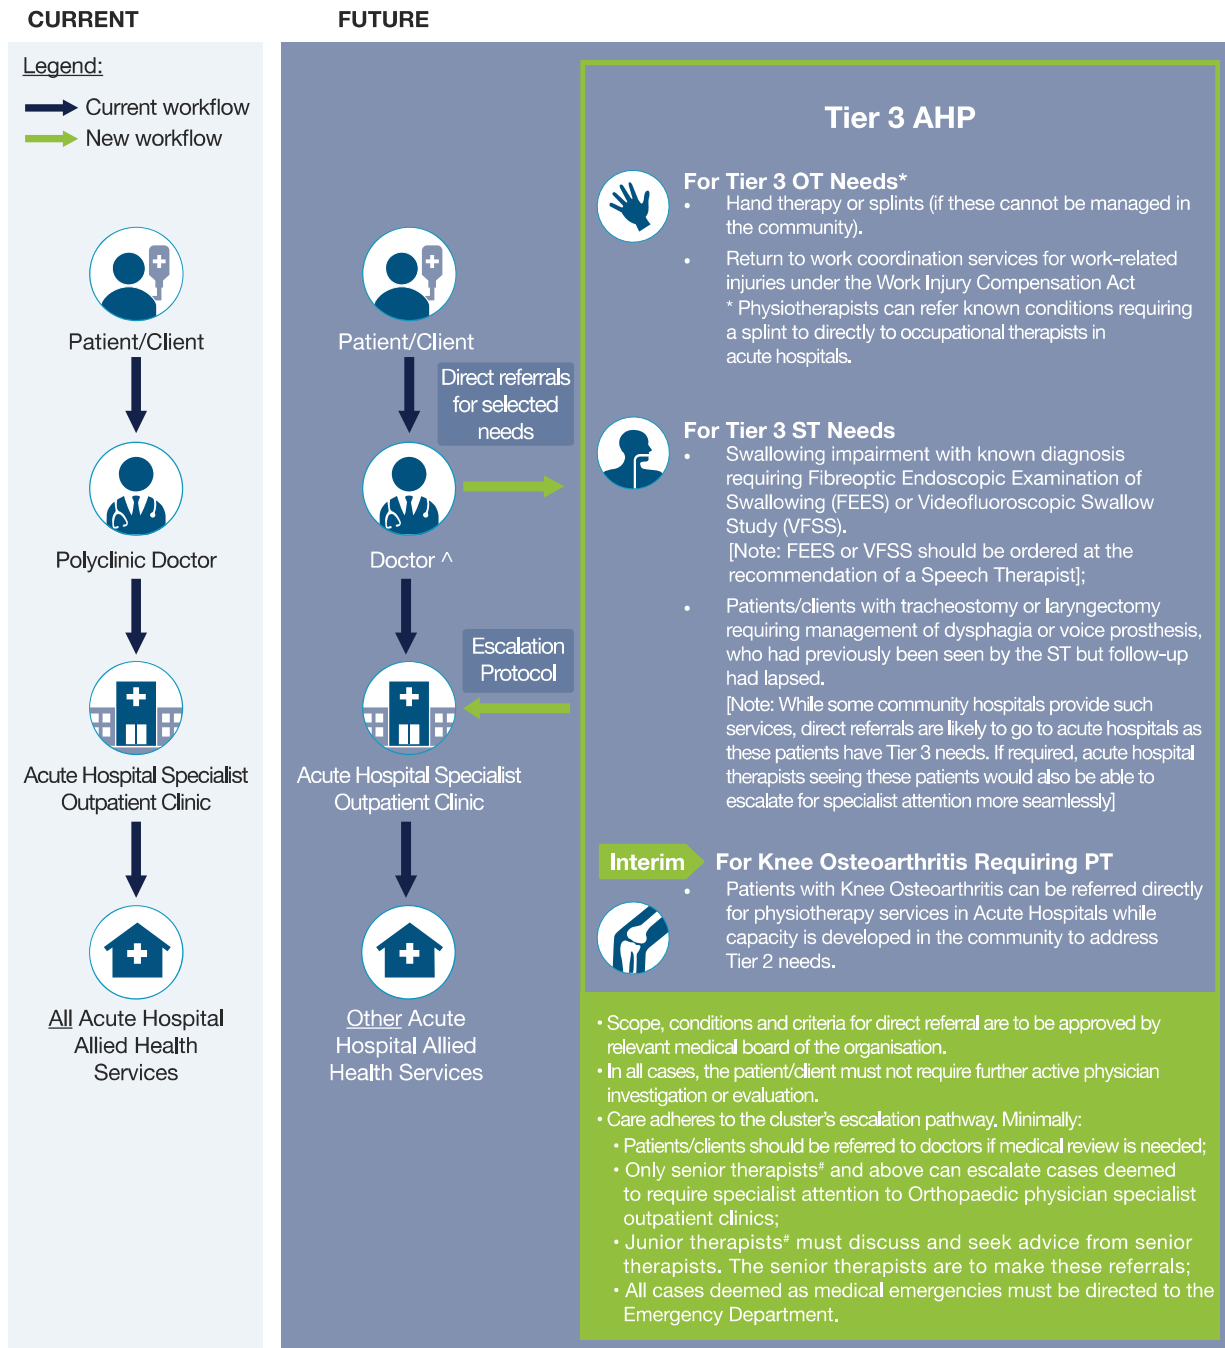 CURRENT
Legend:
Current workflow
New workflow
Patient/Client
Polyclinic Doctor
Acute Hospital Specialist
Outpatient Clinic
All Acute Hospital
Allied Health
Services
FUTURE
Patient/Client
Direct referrals
for selected
needs
Doctor ^
Escalation
Protocol
Acute Hospital Specialist
Outpatient Clinic
Other Acute
Hospital Allied
Health Services
Tier 3 AHP
For Tier 3 OT Needs*
• Hand therapy or splints (if these cannot be managed in
the community).
• Return to work coordination services for work-related
injuries under the Work Injury Compensation Act
* Physiotherapists can refer known conditions requiring
a splint to directly to occupational therapists in
acute hospitals.
For Tier 3 ST Needs
• Swallowing impairment with known diagnosis
requiring Fibreoptic Endoscopic Examination of
Swallowing (FEES) or Videofluoroscopic Swallow
Study (VFSS).
[Note: FEES or VFSS should be ordered at the
recommendation of a Speech Therapist];
• Patients/clients with tracheostomy or laryngectomy
requiring management of dysphagia or voice prosthesis,
who had previously been seen by the ST but follow-up
had lapsed.
[Note: While some community hospitals provide such
services, direct referrals are likely to go to acute hospitals as
these patients have Tier 3 needs. If required, acute hospital
therapists seeing these patients would also be able to
escalate for specialist attention more seamlessly]
Interim
For Knee Osteoarthritis Requiring PT
• Patients with Knee Osteoarthritis can be referred directly
for physiotherapy services in Acute Hospitals while
capacity is developed in the community to address
Tier 2 needs.
• Scope, conditions and criteria for direct referral are to be approved by
relevant medical board of the organisation.
• In all cases, the patient/client must not require further active physician
investigation or evaluation.
• Care adheres to the cluster's escalation pathway. Minimally:
• Patients/clients should be referred to doctors if medical review is needed;
• Only senior therapists# and above can escalate cases deemed
to require specialist attention to Orthopaedic physician specialist
outpatient clinics;
• Junior therapists# must discuss and seek advice from senior
therapists. The senior therapists are to make these referrals;
• All cases deemed as medical emergencies must be directed to the
Emergency Department.